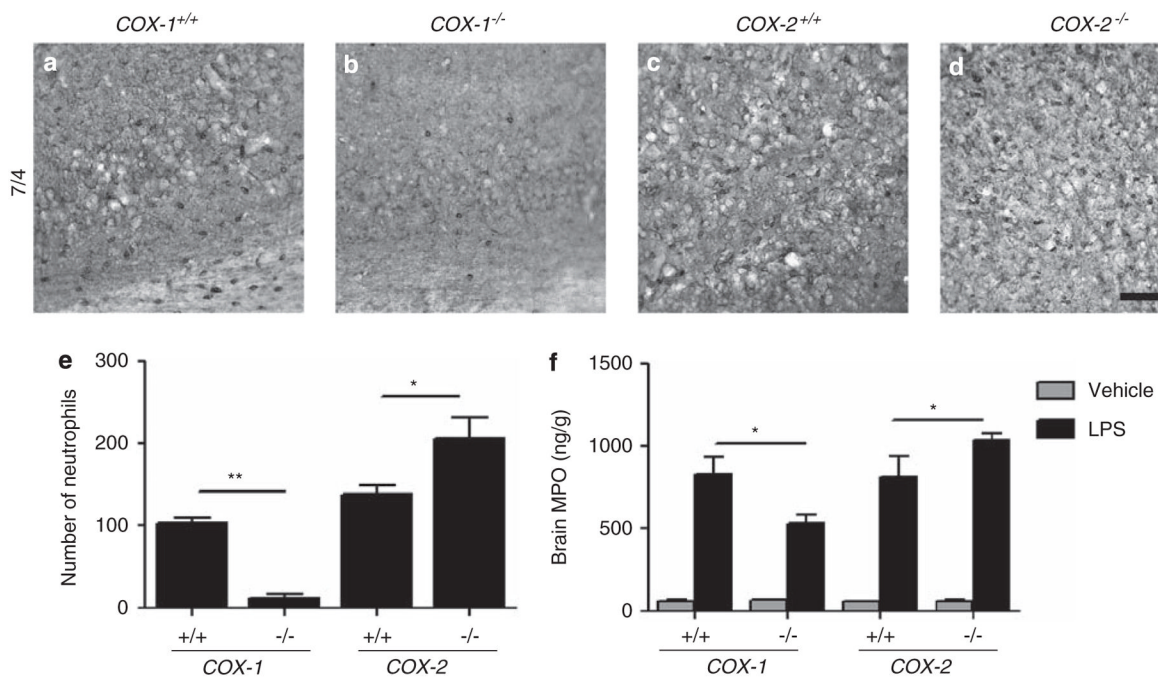 COX-1+/+ COX-1-/- COX-2+/+ COX-2-/-
a b c d
7/4
e
Number of neutrophils
300
200
100
0
**
*
+/+ -/- +/+ -/-
COX-1 COX-2
f
Brain MPO (ng/g)
1500
1000
500
0
*
*
+/+ -/- +/+ -/-
COX-1 COX-2
Vehicle
LPS